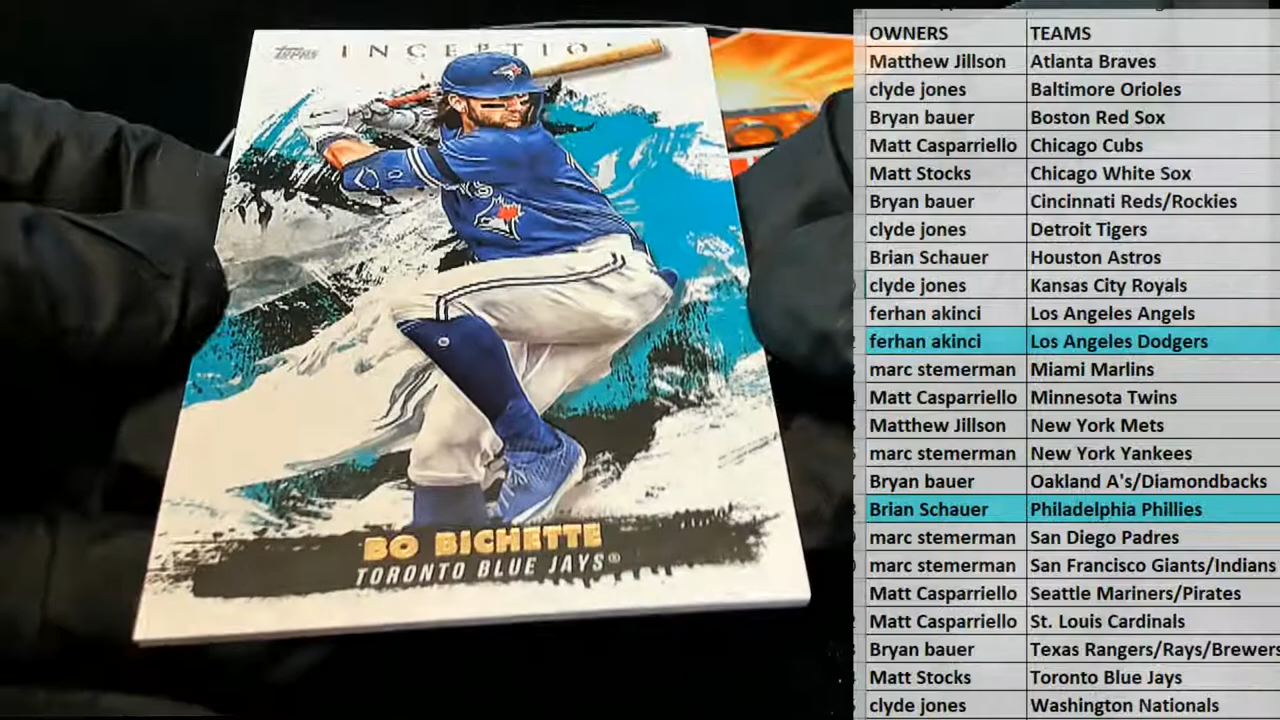 topps INCEPTIO
BO BICHETTE
TORONTO BLUE JAYS®
OWNERS TEAMS
Matthew Jillson Atlanta Braves
clyde jones Baltimore Orioles
Bryan bauer Boston Red Sox
Matt Casparriello Chicago Cubs
Matt Stocks Chicago White Sox
Bryan bauer Cincinnati Reds/Rockies
clyde jones Detroit Tigers
Brian Schauer Houston Astros
clyde jones Kansas City Royals
ferhan akinci Los Angeles Angels
ferhan akinci Los Angeles Dodgers
marc stemerman Miami Marlins
Matt Casparriello Minnesota Twins
Matthew Jillson New York Mets
marc stemerman New York Yankees
Bryan bauer Oakland A's/Diamondbacks
Brian Schauer Philadelphia Phillies
marc stemerman San Diego Padres
marc stemerman San Francisco Giants/Indians
Matt Casparriello Seattle Mariners/Pirates
Matt Casparriello St. Louis Cardinals
Bryan bauer Texas Rangers/Rays/Brewers
Matt Stocks Toronto Blue Jays
clyde jones Washington Nationals